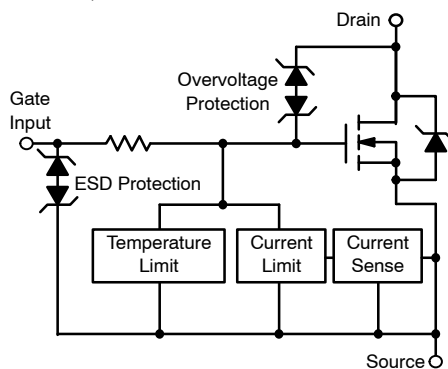 Drain
Overvoltage
Protection
Gate
Input
ESD Protection
Temperature
Limit
Current
Limit
Current
Sense
Source